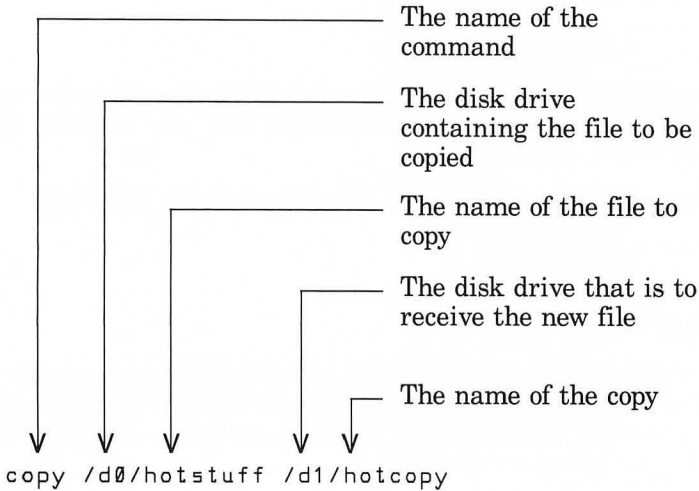 The name of the
command
The disk drive
containing the file to be
copied
The name of the file to
copy
The disk drive that is to
receive the new file
The name of the copy
copy /d0/hotstuff /d1/hotcopy